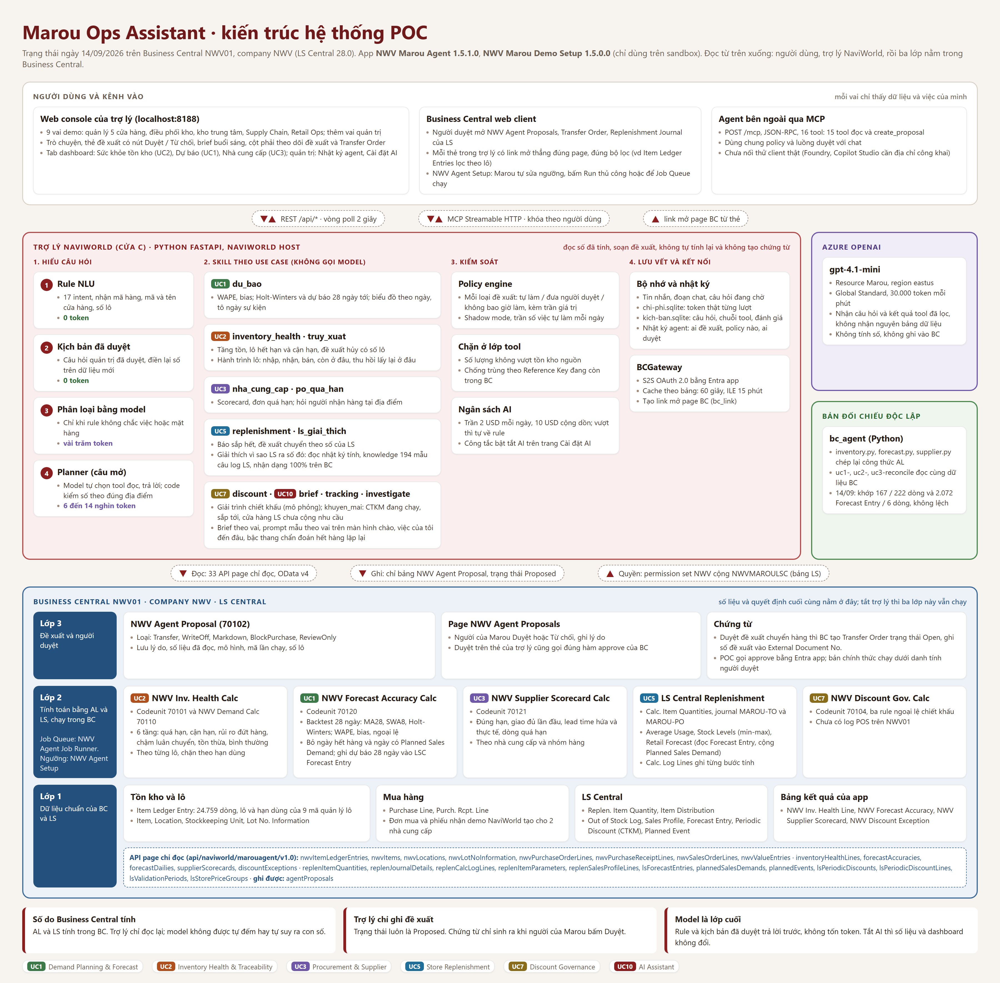 Marou Ops Assistant · kiến trúc hệ thống POC
Trạng thái ngày 14/09/2026 trên Business Central NWV01, company NWV (LS Central 28.0). App NWV Marou Agent 1.5.1.0, NWV Marou Demo Setup 1.5.0.0 (chỉ dùng trên sandbox). Đọc từ trên xuống: người dùng, trợ lý NaviWorld, rồi ba lớp nằm trong
Business Central.
NGƯỜI DÙNG VÀ KÊNH VÀO
mỗi vai chỉ thấy dữ liệu và việc của mình
Web console của trợ lý (localhost:8188)
• 9 vai demo: quản lý 5 cửa hàng, điều phối kho, kho trung tâm, Supply Chain, Retail Ops; thêm vai quản trị
• Trò chuyện, thẻ đề xuất có nút Duyệt / Từ chối, brief buổi sáng, cột phải theo dõi đề xuất và Transfer Order
• Tab dashboard: Sức khỏe tồn kho (UC2), Dự báo (UC1), Nhà cung cấp (UC3); quản trị: Nhật ký agent, Cài đặt AI
Business Central web client
• Người duyệt mở NWV Agent Proposals, Transfer Order, Replenishment Journal
của LS
• Mỗi thẻ trong trợ lý có link mở thẳng đúng page, đúng bộ lọc (vd Item Ledger
Entries lọc theo lô)
• NWV Agent Setup: Marou tự sửa ngưỡng, bấm Run thủ công hoặc để Job Queue
chạy
Agent bên ngoài qua MCP
• POST /mcp, JSON-RPC, 16 tool: 15 tool đọc và create_proposal
• Dùng chung policy và luồng duyệt với chat
• Chưa nối thử client thật (Foundry, Copilot Studio cần địa chỉ công khai)
▼▲ REST /api/* · vòng poll 2 giây
▼▲ MCP Streamable HTTP · khóa theo người dùng
▲ link mở page BC từ thẻ
TRỢ LÝ NAVIWORLD (CỬA C) · PYTHON FASTAPI, NAVIWORLD HOST
đọc số đã tính, soạn đề xuất, không tự tính lại và không tạo chứng từ
1. HIỂU CÂU HỎI
1 Rule NLU
• 17 intent, nhận mã hàng, mã và tên
cửa hàng, số lô
• 0 token
2 Kịch bản đã duyệt
• Câu hỏi quản trị đã duyệt, điền lại số
trên dữ liệu mới
• 0 token
3 Phân loại bằng model
• Chỉ khi rule không chắc việc hoặc mặt
hàng
• vài trăm token
4 Planner (câu mở)
• Model tự chọn tool đọc, trả lời; code
kiểm số theo đúng địa điểm
• 6 đến 14 nghìn token
2. SKILL THEO USE CASE (KHÔNG GỌI MODEL)
UC1 du_bao
• WAPE, bias; Holt-Winters và dự báo 28 ngày tới; biểu đồ theo ngày,
tô ngày sự kiện
UC2 inventory_health · truy_xuat
• Tầng tồn, lô hết hạn và cận hạn, đề xuất hủy có số lô
• Hành trình lô: nhập, nhận, bán, còn ở đâu, thu hồi lấy lại ở đâu
UC3 nha_cung_cap · po_qua_han
• Scorecard, đơn quá hạn; hỏi người nhận hàng tại địa điểm
UC5 replenishment · ls_giai_thich
• Báo sắp hết, đề xuất chuyển theo số của LS
• Giải thích vì sao LS ra số đó: đọc nhật ký tính, knowledge 194 mẫu
câu log LS, nhận dạng 100% trên BC
UC7 discount · UC10 brief · tracking · investigate
• Giải trình chiết khấu (mô phỏng); khuyen_mai: CTKM đang chạy,
sắp tới, cửa hàng LS chưa cộng nhu cầu
• Brief theo vai, prompt mẫu theo vai trên màn hình chào, việc của tôi
đến đâu, bậc thang chẩn đoán hết hàng lặp lại
3. KIỂM SOÁT
Policy engine
• Mỗi loại đề xuất: tự làm / đưa người duyệt /
không bao giờ làm, kèm trần giá trị
• Shadow mode, trần số việc tự làm mỗi ngày
Chặn ở lớp tool
• Số lượng không vượt tồn kho nguồn
• Chống trùng theo Reference Key đang còn
trong BC
Ngân sách AI
• Trần 2 USD mỗi ngày, 10 USD cộng dồn; vượt
thì tự về rule
• Công tắc bật tắt AI trên trang Cài đặt AI
4. LƯU VẾT VÀ KẾT NỐI
Bộ nhớ và nhật ký
• Tin nhắn, đoạn chat, câu hỏi đang chờ
• chi-phi.sqlite: token thật từng lượt
• kich-ban.sqlite: câu hỏi, chuỗi tool, đánh giá
• Nhật ký agent: ai đề xuất, policy nào, ai
duyệt
BCGateway
• S2S OAuth 2.0 bằng Entra app
• Cache theo bảng: 60 giây, ILE 15 phút
• Tạo link mở page BC (bc_link)
AZURE OPENAI
gpt-4.1-mini
• Resource Marou, region eastus
• Global Standard, 30.000 token mỗi
phút
• Nhận câu hỏi và kết quả tool đã lọc,
không nhận nguyên bảng dữ liệu
• Không tính số, không ghi vào BC
BẢN ĐỐI CHIẾU ĐỘC LẬP
bc_agent (Python)
• inventory.py, forecast.py, supplier.py
chép lại công thức AL
• uc1-, uc2-, uc3-reconcile đọc cùng dữ
liệu BC
• 14/09: khớp 167 / 222 dòng và 2.072
Forecast Entry / 6 dòng, không lệch
▼ Đọc: 33 API page chỉ đọc, OData v4
▼ Ghi: chỉ bảng NWV Agent Proposal, trạng thái Proposed
▲ Quyền: permission set NWV cộng NWVMAROULSC (bảng LS)
BUSINESS CENTRAL NWV01 · COMPANY NWV · LS CENTRAL
số liệu và quyết định cuối cùng nằm ở đây; tắt trợ lý thì ba lớp này vẫn chạy
Lớp 3
Đề xuất và người
duyệt
NWV Agent Proposal (70102)
• Loại: Transfer, WriteOff, Markdown, BlockPurchase, ReviewOnly
• Lưu lý do, số liệu đã đọc, mô hình, mã lần chạy, số lô
Page NWV Agent Proposals
• Người của Marou Duyệt hoặc Từ chối, ghi lý do
• Duyệt trên thẻ của trợ lý cũng gọi đúng hàm approve của BC
Chứng từ
• Duyệt đề xuất chuyển hàng thì BC tạo Transfer Order trạng thái Open, ghi
số đề xuất vào External Document No.
• POC gọi approve bằng Entra app; bản chính thức chạy dưới danh tính
người duyệt
Lớp 2
Tính toán bằng AL và
LS, chạy trong BC
Job Queue: NWV
Agent Job Runner.
Ngưỡng: NWV Agent
Setup
UC2 NWV Inv. Health Calc
• Codeunit 70101 và NWV Demand Calc
70110
• 6 tầng: quá hạn, cận hạn, rủi ro đứt hàng,
chậm luân chuyển, tồn thừa, bình thường
• Theo từng lô, chặn theo hạn dùng
UC1 NWV Forecast Accuracy Calc
• Codeunit 70120
• Backtest 28 ngày: MA28, SWA8, Holt-
Winters; WAPE, bias, ngoại lệ
• Bỏ ngày hết hàng và ngày có Planned Sales
Demand; ghi dự báo 28 ngày vào LSC
Forecast Entry
UC3 NWV Supplier Scorecard Calc
• Codeunit 70121
• Đúng hạn, giao đủ lần đầu, lead time hứa và
thực tế, dòng quá hạn
• Theo nhà cung cấp và nhóm hàng
UC5 LS Central Replenishment
• Calc. Item Quantities, journal MAROU-TO và
MAROU-PO
• Average Usage, Stock Levels (min-max),
Retail Forecast (đọc Forecast Entry, cộng
Planned Sales Demand)
• Calc. Log Lines ghi từng bước tính
UC7 NWV Discount Gov. Calc
• Codeunit 70104, ba rule ngoại lệ chiết khấu
• Chưa có log POS trên NWV01
Lớp 1
Dữ liệu chuẩn của BC
và LS
Tồn kho và lô
• Item Ledger Entry: 24.759 dòng, lô và hạn dùng của 9 mã quản lý lô
• Item, Location, Stockkeeping Unit, Lot No. Information
Mua hàng
• Purchase Line, Purch. Rcpt. Line
• Đơn mua và phiếu nhận demo NaviWorld tạo cho 2
nhà cung cấp
LS Central
• Replen. Item Quantity, Item Distribution
• Out of Stock Log, Sales Profile, Forecast Entry, Periodic
Discount (CTKM), Planned Event
Bảng kết quả của app
• NWV Inv. Health Line, NWV Forecast Accuracy, NWV
Supplier Scorecard, NWV Discount Exception
API page chỉ đọc (api/naviworld/marouagent/v1.0): nwvItemLedgerEntries, nwvItems, nwvLocations, nwvLotNoInformation, nwvPurchaseOrderLines, nwvPurchaseReceiptLines, nwvSalesOrderLines, nwvValueEntries · inventoryHealthLines, forecastAccuracies,
forecastDailies, supplierScorecards, discountExceptions · replenItemQuantities, replenJournalDetails, replenCalcLogLines, replenItemParameters, replenSalesProfileLines, lsForecastEntries, plannedSalesDemands, plannedEvents, lsPeriodicDiscounts, lsPeriodicDiscountLines,
lsValidationPeriods, lsStorePriceGroups · ghi được: agentProposals
Số do Business Central tính
AL và LS tính trong BC. Trợ lý chỉ đọc lại; model không được tự đếm hay tự suy ra con số.
Trợ lý chỉ ghi đề xuất
Trạng thái luôn là Proposed. Chứng từ chỉ sinh ra khi người của Marou bấm Duyệt.
Model là lớp cuối
Rule và kịch bản đã duyệt trả lời trước, không tốn token. Tắt AI thì số liệu và dashboard
không đổi.
UC1 Demand Planning & Forecast
UC2 Inventory Health & Traceability
UC3 Procurement & Supplier
UC5 Store Replenishment
UC7 Discount Governance
UC10 AI Assistant